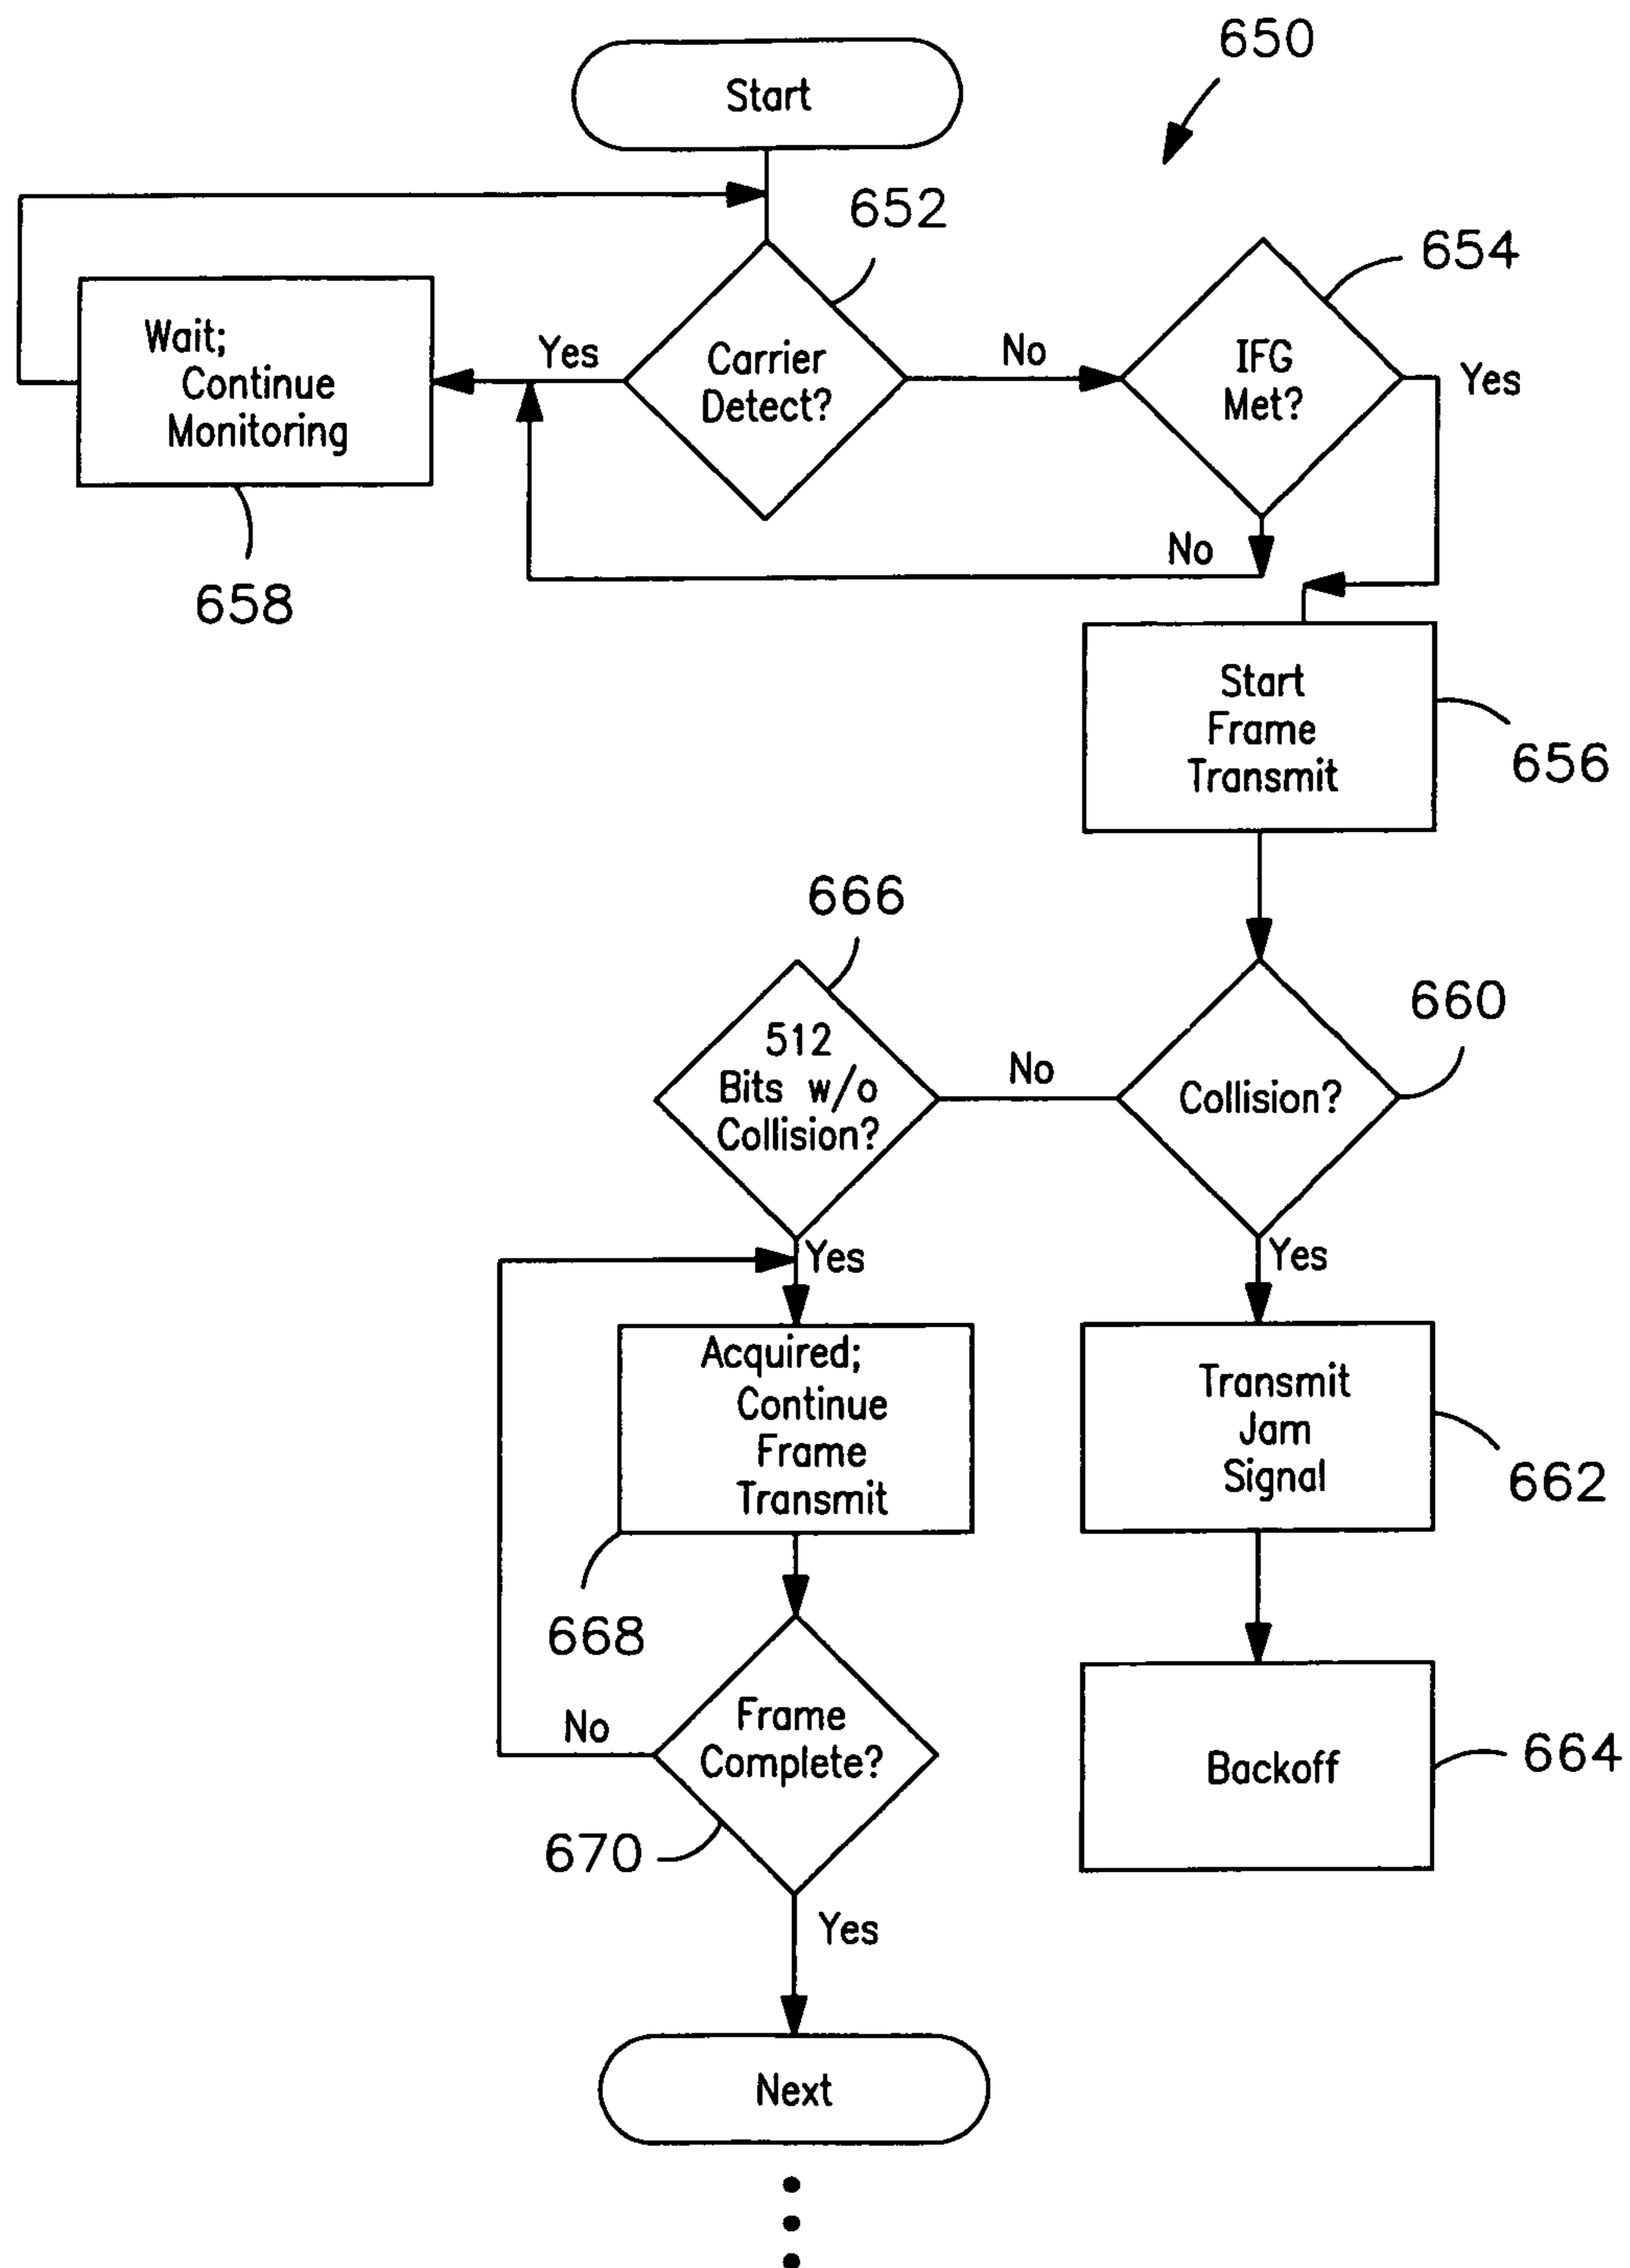 650
Start
652
654
Wait;
Continue
Monitoring
Yes
Carrier
Detect?
No
IFG
Met?
Yes
No
658
Start
Frame
Transmit
656
666
660
512
Bits w/o
Collision?
No
Collision?
Yes
Yes
Acquired;
Continue
Frame
Transmit
Transmit
Jam
Signal
662
668
No
Frame
Complete?
Backoff
664
670
Yes
Next